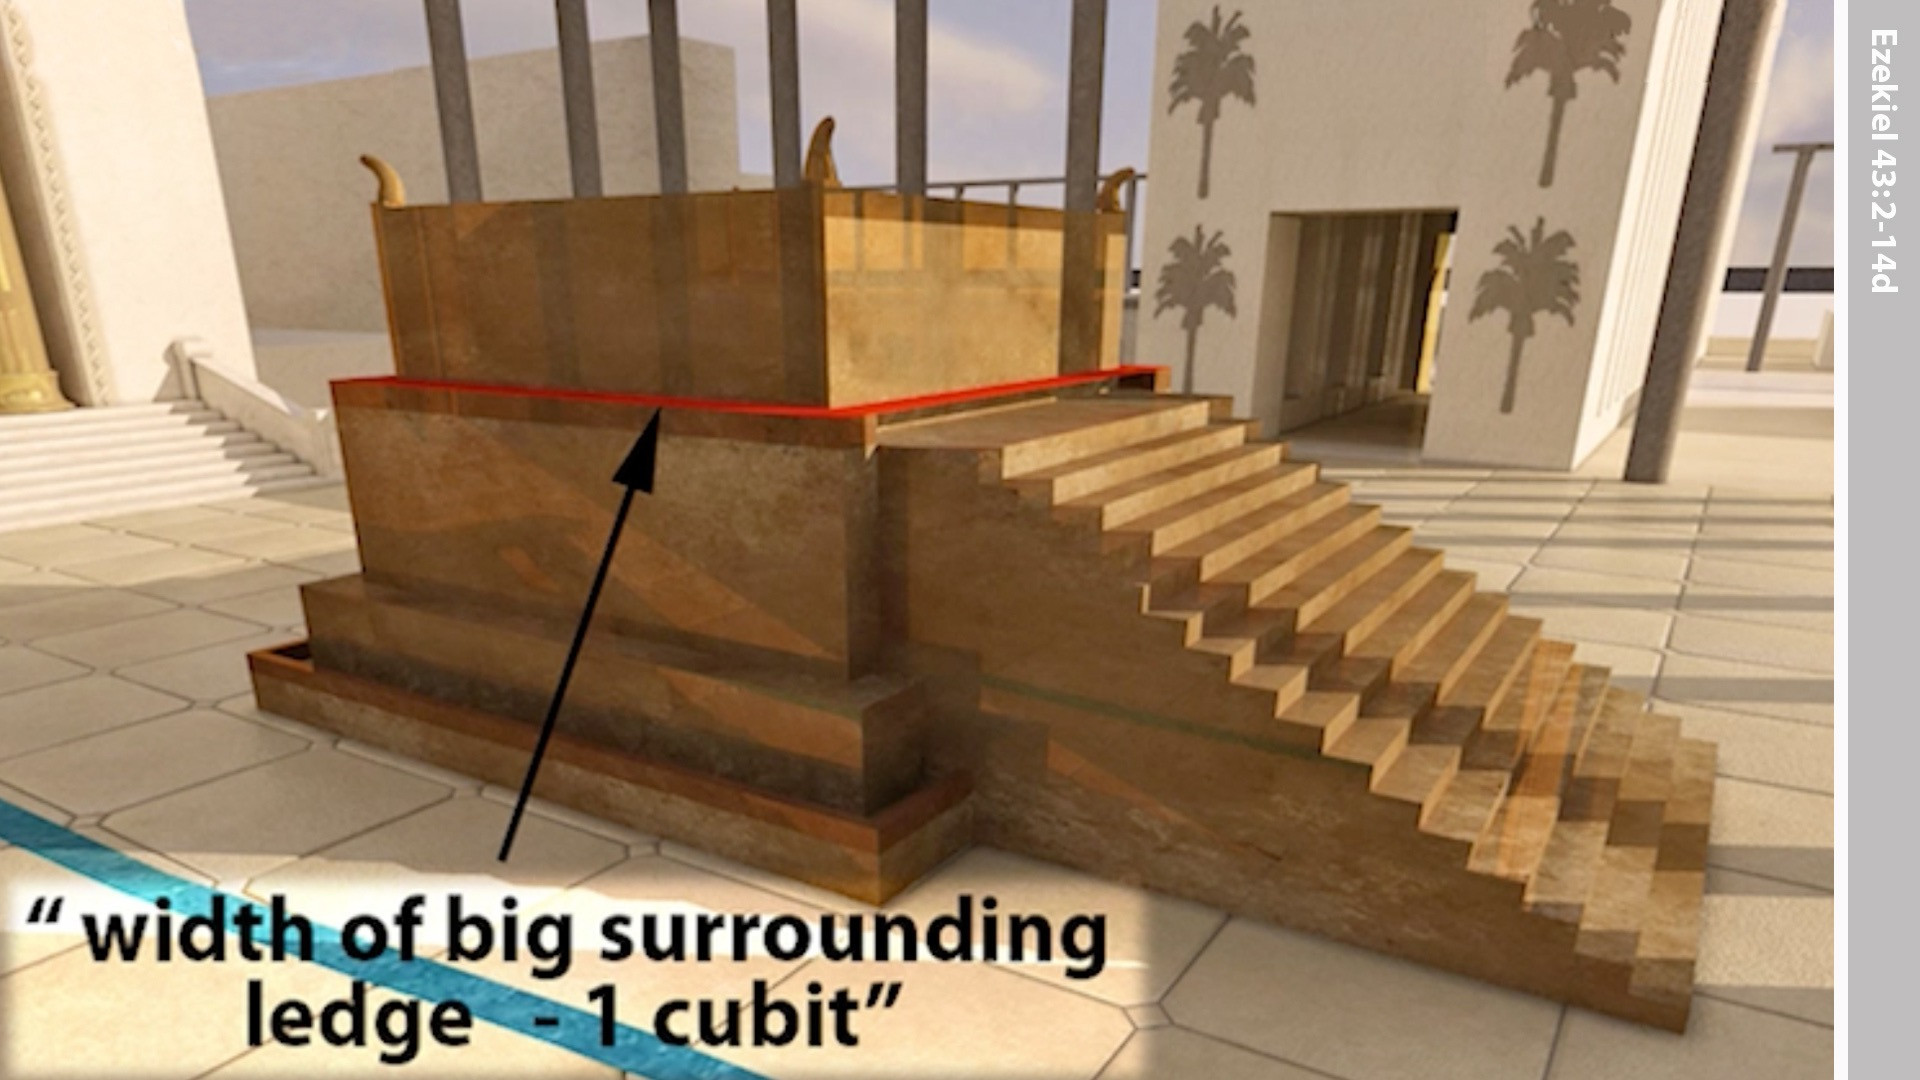 “ width of big surrounding
ledge - 1 cubit”
Ezekiel 43:2-14d